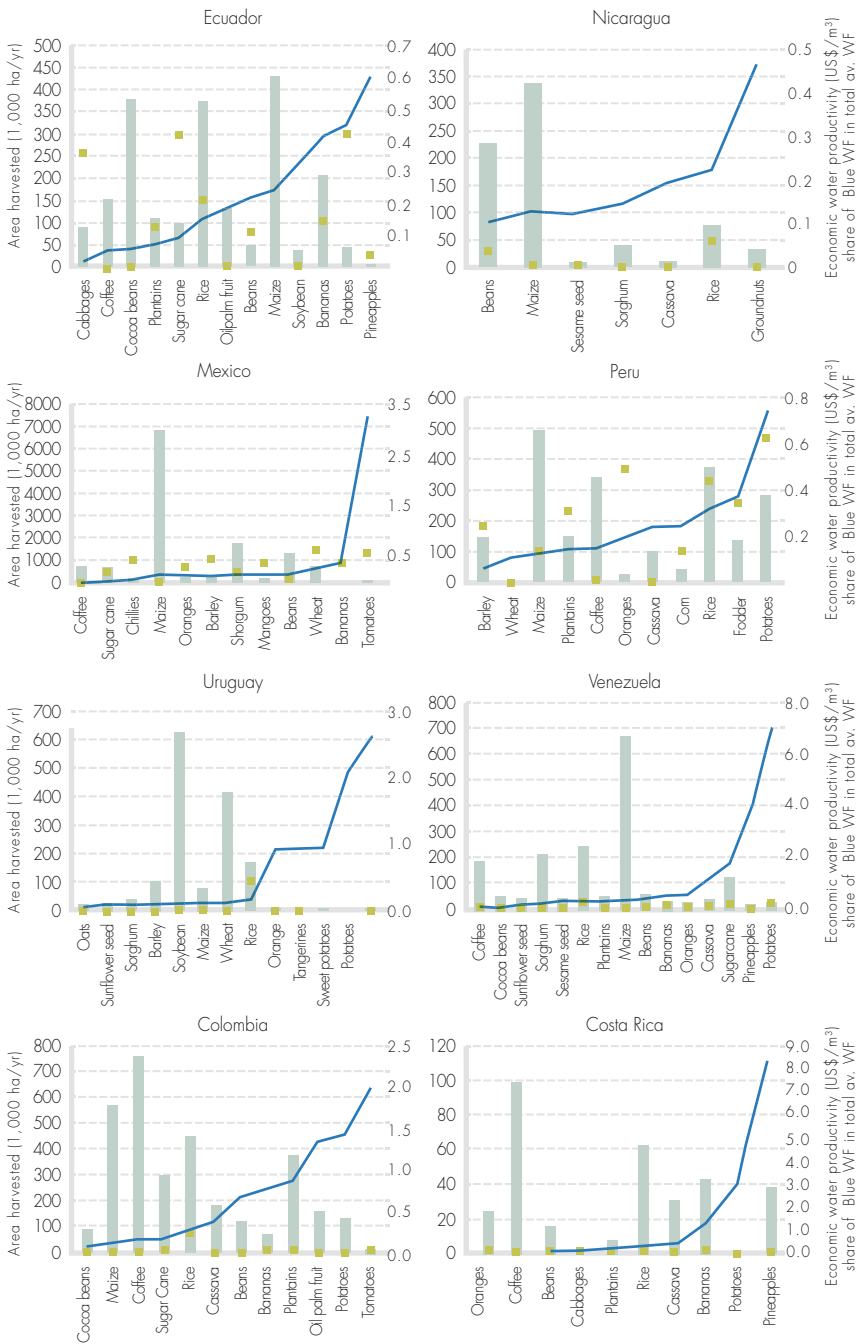 Ecuador
Area harvested (1,000 ha/yr)
500
450
400
350
300
250
200
150
100
50
0
0.7
0.6
0.5
0.4
0.3
0.2
0.1
Cabbages
Coffee
Cocoa beans
Plantains
Sugar cane
Rice
Oilpalm fruit
Beans
Maize
Soybean
Bananas
Potatoes
Pineapples
Nicaragua
400
350
300
250
200
150
100
50
0
0.5
0.4
0.3
0.2
0.1
0
Economic water productivity (US$/m³)
share of Blue WF in total av. WF
Beans
Maize
Sesame seed
Sorghum
Cassava
Rice
Groundnuts
Mexico
Area harvested (1,000 ha/yr)
8000
7000
6000
5000
4000
3000
2000
1000
0
3.5
2.5
1.5
0.5
Coffee
Sugar cane
Chillies
Maize
Oranges
Barley
Shorgum
Mangoes
Beans
Wheat
Bananas
Tomatoes
Peru
600
500
400
300
200
100
0
0.8
0.6
0.4
0.2
Economic water productivity (US$/m³)
share of Blue WF in total av. WF
Barley
Wheat
Maize
Plantains
Coffee
Oranges
Cassava
Corn
Rice
Fodder
Potatoes
Uruguay
Area harvested (1,000 ha/yr)
700
600
500
400
300
200
100
0
3.0
2.0
1.0
0.0
Oats
Sunflower seed
Sorghum
Barley
Soybean
Maize
Wheat
Rice
Orange
Tangerines
Sweet potatoes
Potatoes
Venezuela
800
700
600
500
400
300
200
100
0
8.0
6.0
4.0
2.0
0.0
Economic water productivity (US$/m³)
share of Blue WF in total av. WF
Coffee
Cocoa beans
Sunflower seed
Sorghum
Sesame seed
Rice
Plantains
Maize
Beans
Bananas
Oranges
Cassava
Sugarcane
Pineapples
Potatoes
Colombia
Area harvested (1,000 ha/yr)
800
700
600
500
400
300
200
100
0
2.5
2.0
1.5
1.0
0.5
0.0
Cocoa beans
Maize
Coffee
Sugar Cane
Rice
Cassava
Beans
Bananas
Plantains
Oil palm fruit
Potatoes
Tomatoes
Costa Rica
120
100
80
60
40
20
0
9.0
8.0
7.0
6.0
5.0
4.0
3.0
2.0
1.0
0.0
Economic water productivity (US$/m³)
share of Blue WF in total av. WF
Oranges
Coffee
Beans
Cabbages
Plantains
Rice
Cassava
Bananas
Potatoes
Pineapples